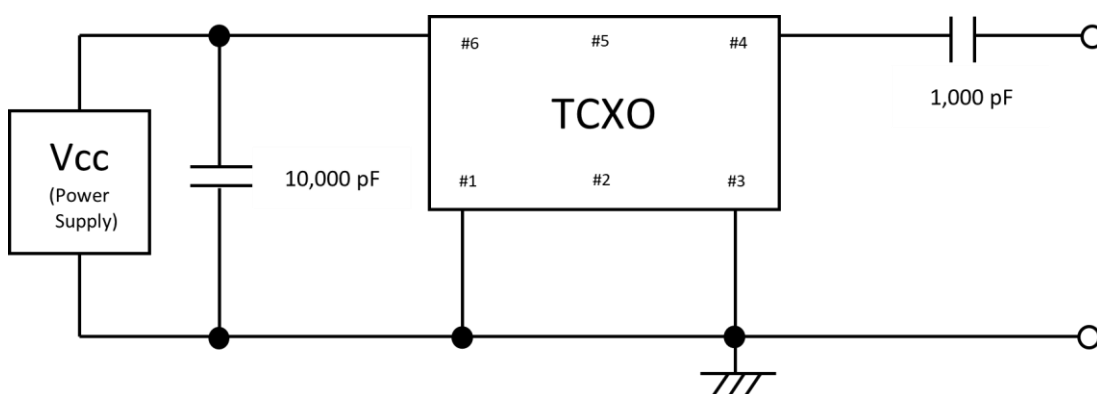 #6 #5 #4
TCXO
#1 #2 #3
Vcc
(Power
Supply)
10,000 pF
1,000 pF